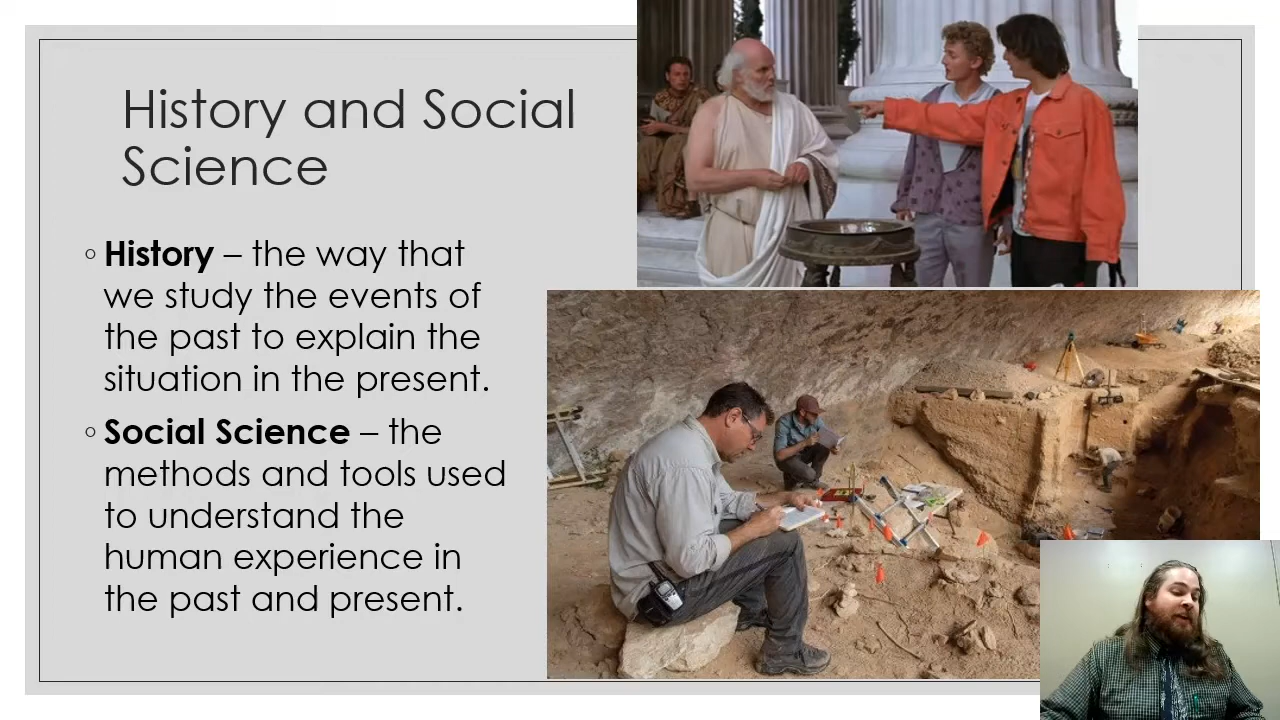 History and Social
Science
◦ History – the way that
we study the events of
the past to explain the
situation in the present.
◦ Social Science – the
methods and tools used
to understand the
human experience in
the past and present.